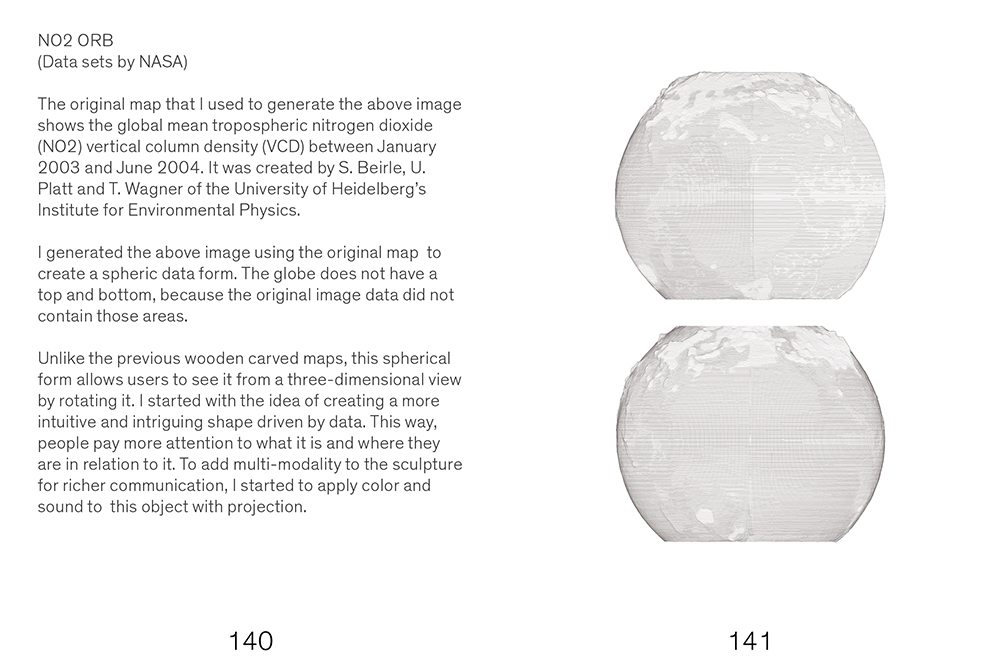 NO2 ORB
(Data sets by NASA)
The original map that I used to generate the above image
shows the global mean tropospheric nitrogen dioxide
(NO2) vertical column density (VCD) between January
2003 and June 2004. It was created by S. Beirle, U.
Platt and T. Wagner of the University of Heidelberg's
Institute for Environmental Physics.
I generated the above image using the original map  to
create a spheric data form. The globe does not have a
top and bottom, because the original image data did not
contain those areas.
Unlike the previous wooden carved maps, this spherical
form allows users to see it from a three-dimensional view
by rotating it. I started with the idea of creating a more
intuitive and intriguing shape driven by data. This way,
people pay more attention to what it is and where they
are in relation to it. To add multi-modality to the sculpture
for richer communication, I started to apply color and
sound to  this object with projection.
140
141